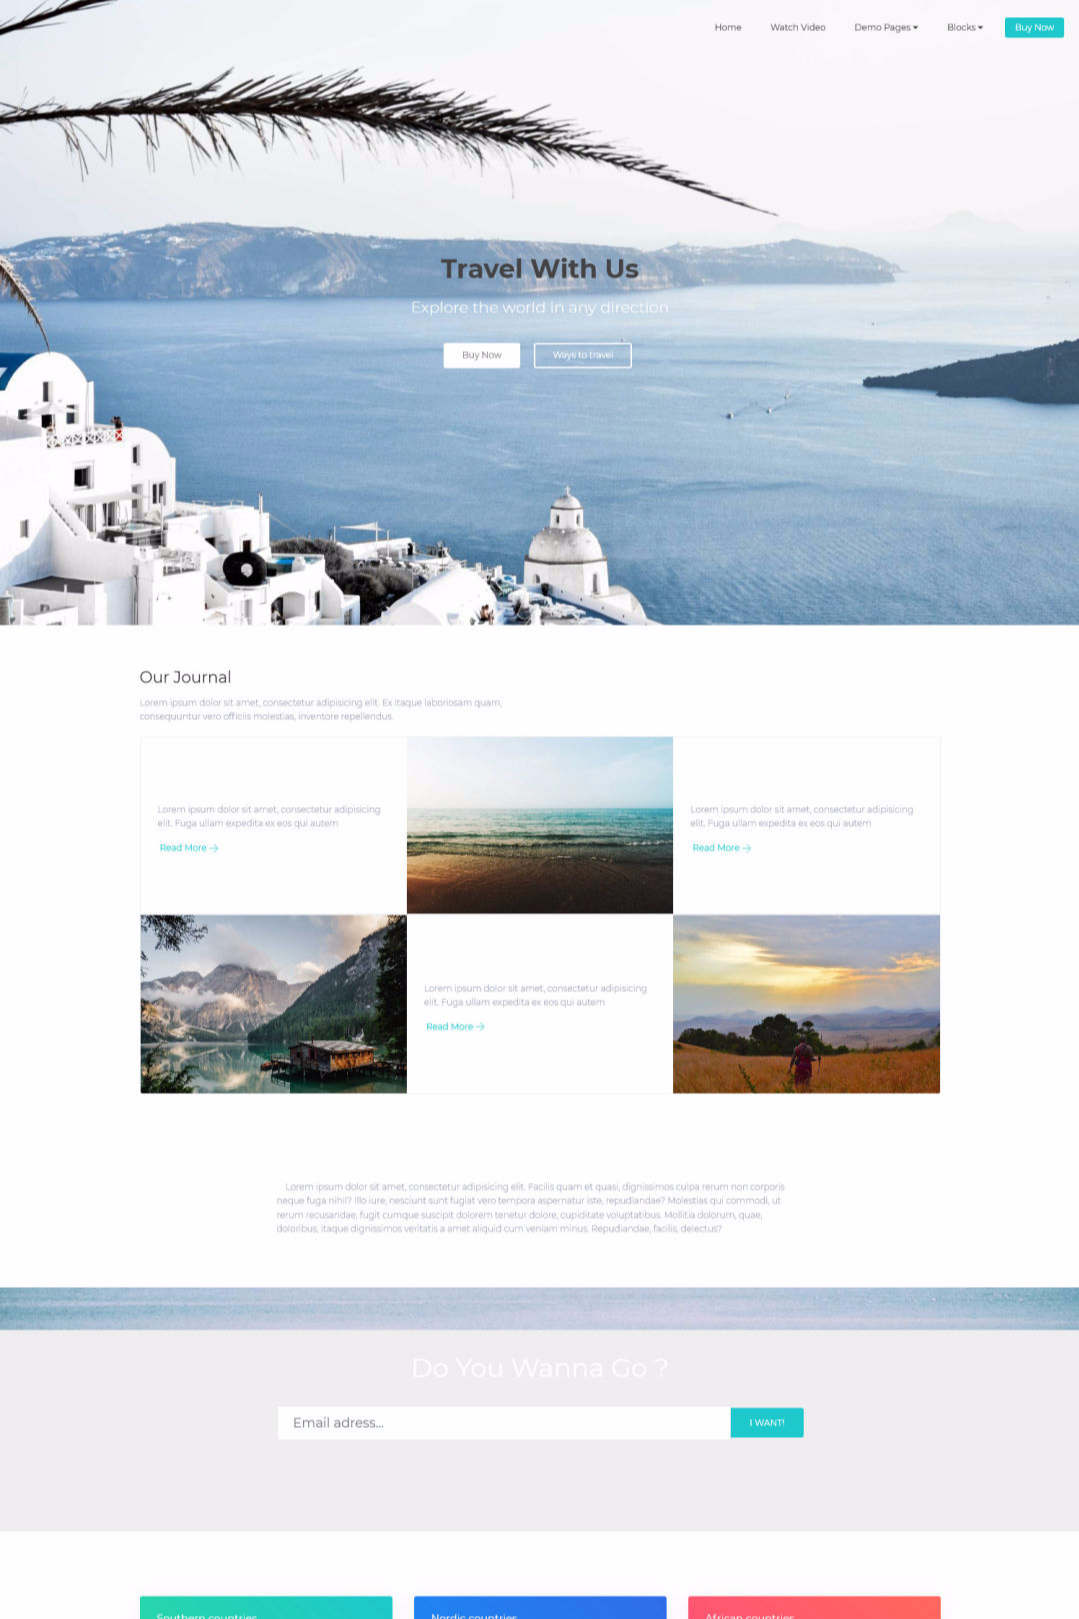 Home Watch Video Demo Pages Blocks Buy Now
Travel With Us
Explore the world in any direction
Buy Now Ways to travel
Our Journal
Lorem ipsum dolor sit amet, consectetur adipisicing elit. Ex itaque laboriosam quam,
consequuntur vero officiis molestias, inventore repellendus.
Lorem ipsum dolor sit amet, consectetur adipisicing
elit. Fuga ullam expedita ex eos qui autem
Read More
Lorem ipsum dolor sit amet, consectetur adipisicing
elit. Fuga ullam expedita ex eos qui autem
Read More
Lorem ipsum dolor sit amet, consectetur adipisicing
elit. Fuga ullam expedita ex eos qui autem
Read More
Lorem ipsum dolor sit amet, consectetur adipisicing elit. Facilis quam et quasi, dignissimos culpa rerum non corporis
neque fuga nihil? Illo iure, nesciunt sunt fugiat vero tempora aspernatur iste, repudiandae? Molestias qui commodi, ut
rerum recusandae, fugit cumque suscipit dolorem tenetur dolore, cupiditate voluptatibus. Mollitia dolorum, quae,
doloribus, itaque dignissimos veritatis a amet aliquid cum veniam minus. Repudiandae, facilis, delectus?
Do You Wanna Go ?
Email adress...
I WANT!
Southern countries Nordic countries African countries